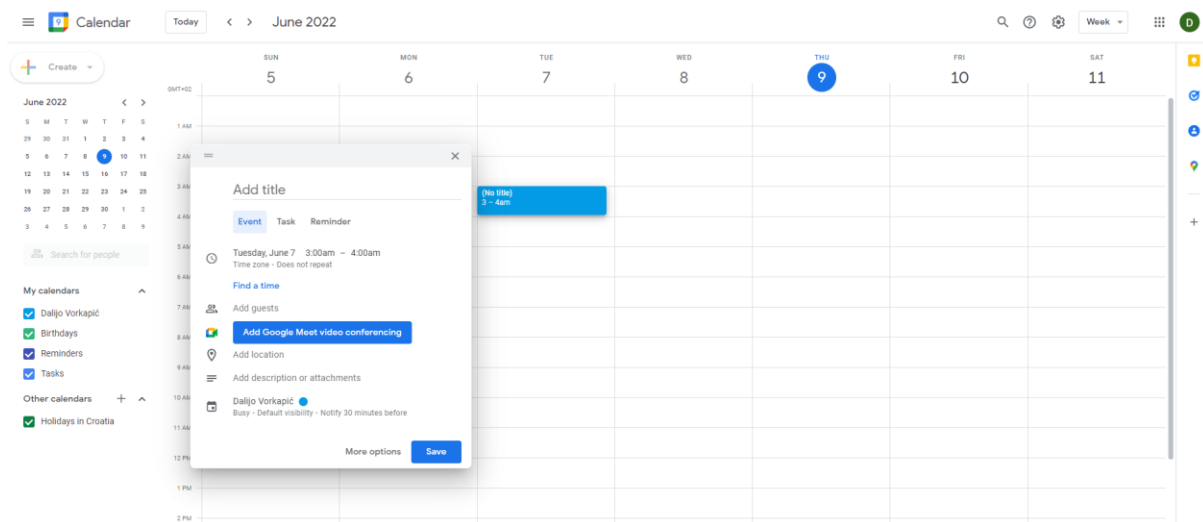 9 Calendar Today June 2022 Week D
Create
SUN MON TUE WED THU FRI SAT
5 6 7 8 9 10 11
GMT+02
June 2022
S M T W T F S
29 30 31 1 2 3 4
5 6 7 8 9 10 11
12 13 14 15 16 17 18
19 20 21 22 23 24 25
26 27 28 29 30 1 2
3 4 5 6 7 8 9
Search for people
My calendars
Dalijo Vorkapić
Birthdays
Reminders
Tasks
Other calendars
Holidays in Croatia
1 AM
2 AM
3 AM
4 AM
5 AM
6 AM
7 AM
8 AM
9 AM
10 AM
11 AM
12 PM
1 PM
2 PM
Add title
Event Task Reminder
Tuesday, June 7 3:00am – 4:00am
Time zone - Does not repeat
Find a time
Add guests
Add Google Meet video conferencing
Add location
Add description or attachments
Dalijo Vorkapić
Busy - Default visibility - Notify 30 minutes before
More options Save
(No title)
3 – 4am